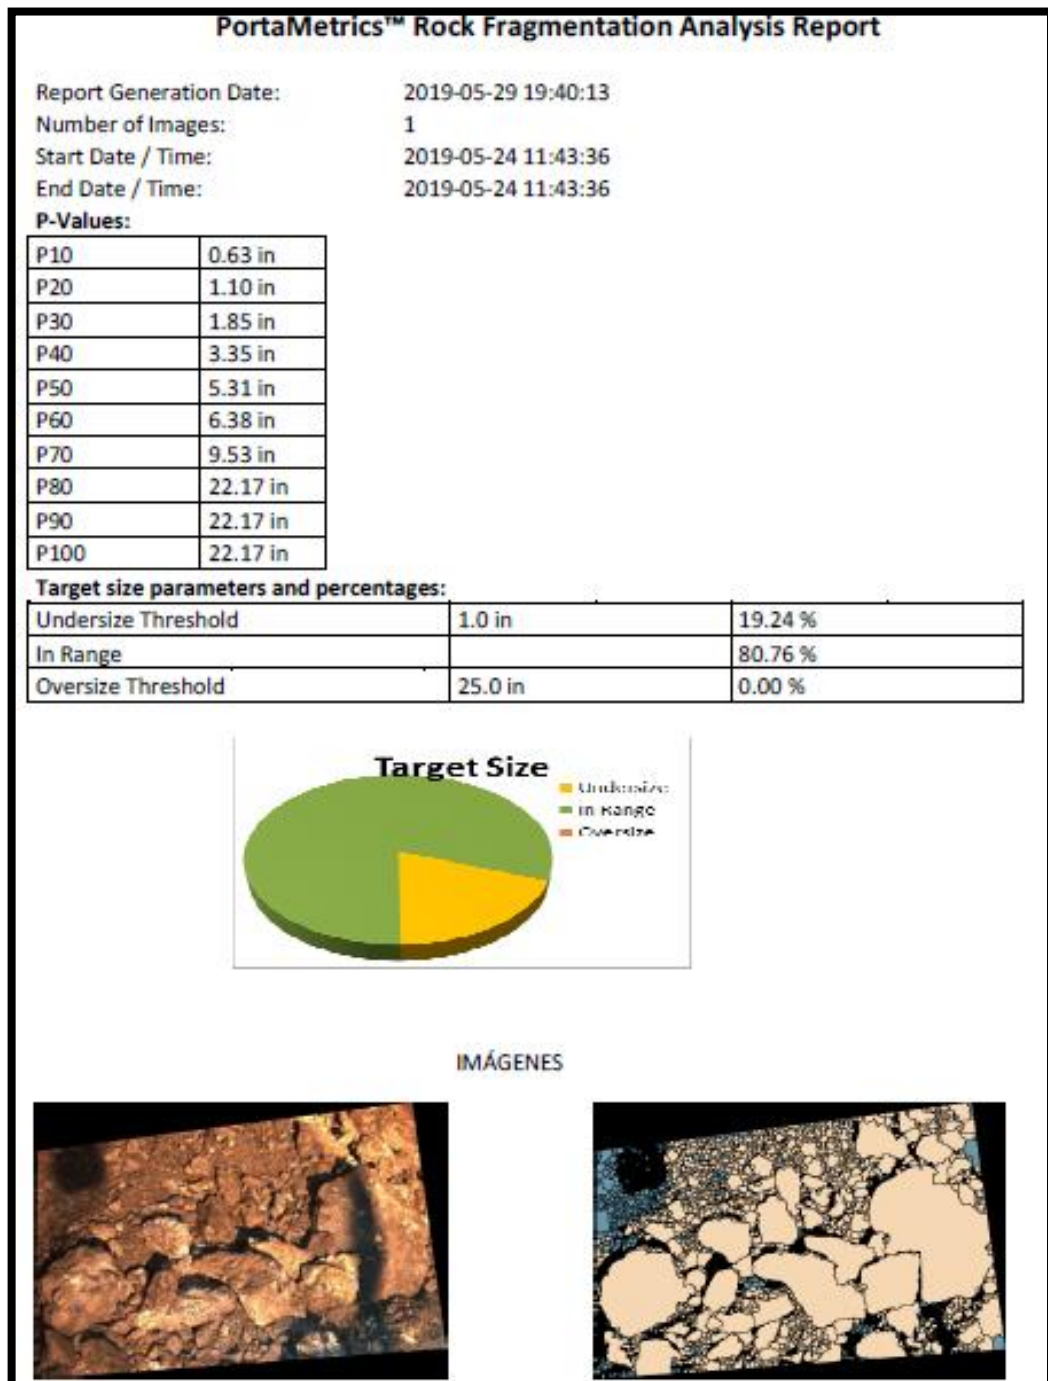 PortaMetrics™ Rock Fragmentation Analysis Report
Report Generation Date: 2019-05-29 19:40:13
Number of Images: 1
Start Date / Time: 2019-05-24 11:43:36
End Date / Time: 2019-05-24 11:43:36
P-Values:
P10 0.63 in
P20 1.10 in
P30 1.85 in
P40 3.35 in
P50 5.31 in
P60 6.38 in
P70 9.53 in
P80 22.17 in
P90 22.17 in
P100 22.17 in
Target size parameters and percentages:
Undersize Threshold 1.0 in 19.24 %
In Range 80.76 %
Oversize Threshold 25.0 in 0.00 %
Target Size
Undersize
In Range
Oversize
IMÁGENES